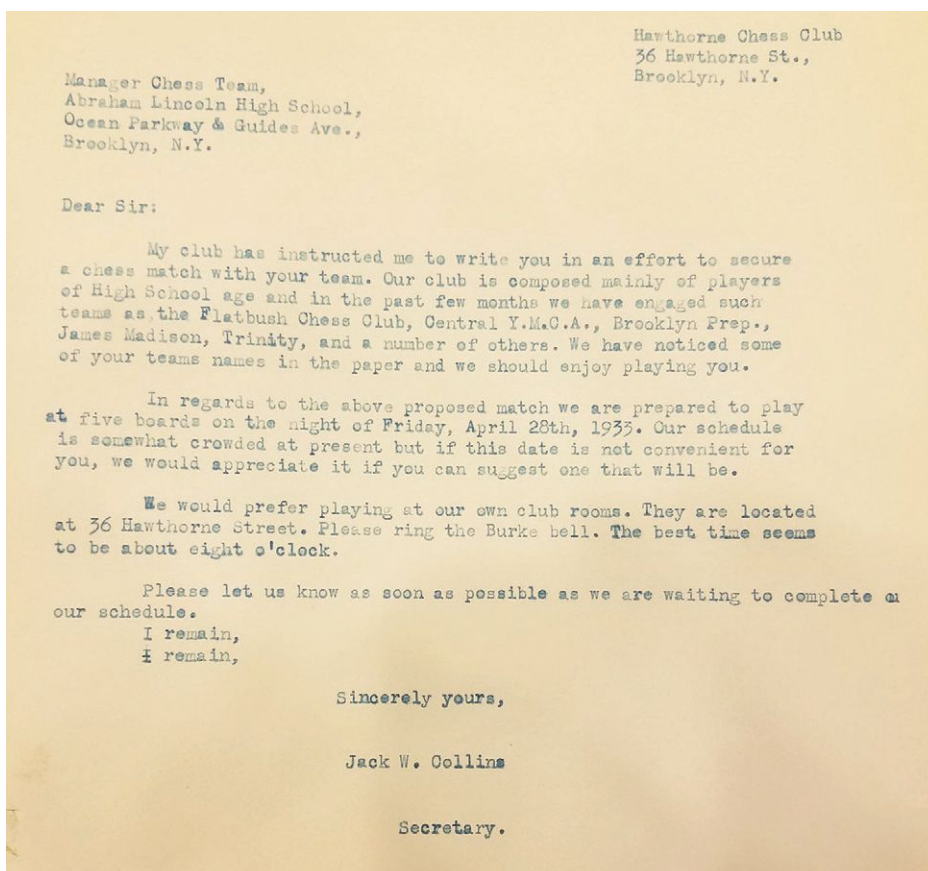 Hawthorne Chess Club
36 Hawthorne St.,
Brooklyn, N.Y.
Manager Chess Team,
Abraham Lincoln High School,
Ocean Parkway & Guides Ave.,
Brooklyn, N.Y.
Dear Sir:
My club has instructed me to write you in an effort to secure
a chess match with your team. Our club is composed mainly of players
of High School age and in the past few months we have engaged such
teams as the Flatbush Chess Club, Central Y.M.C.A., Brooklyn Prep.,
James Madison, Trinity, and a number of others. We have noticed some
of your teams names in the paper and we should enjoy playing you.
In regards to the above proposed match we are prepared to play
at five boards on the night of Friday, April 28th, 1933. Our schedule
is somewhat crowded at present but if this date is not convenient for
you, we would appreciate it if you can suggest one that will be.
We would prefer playing at our own club rooms. They are located
at 36 Hawthorne Street. Please ring the Burke bell. The best time seems
to be about eight o'clock.
Please let us know as soon as possible as we are waiting to complete
our schedule.
I remain,
I remain,
Sincerely yours,
Jack W. Collins
Secretary.